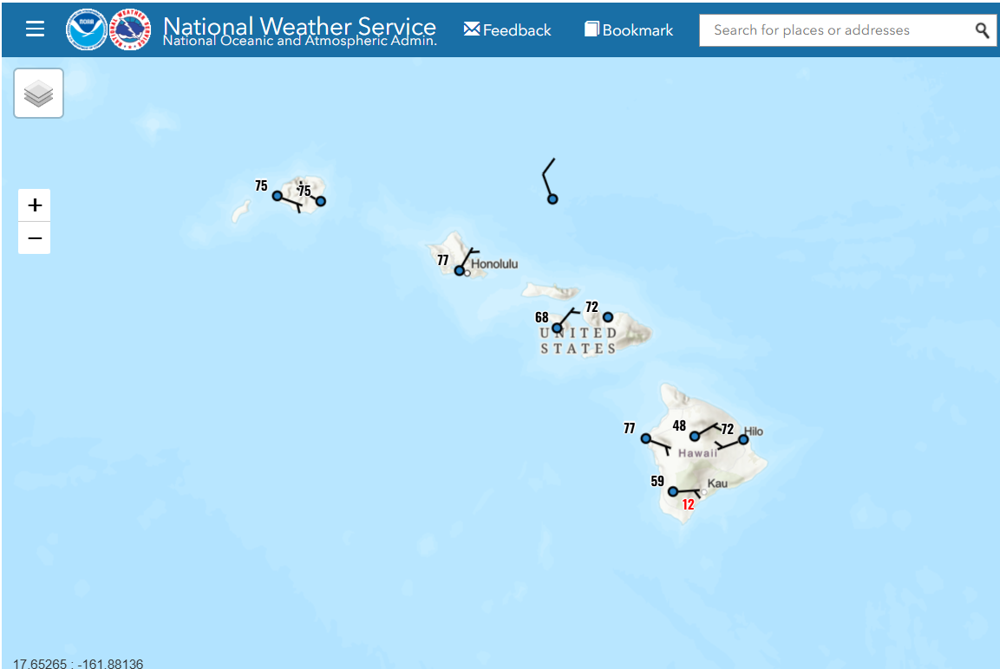 National Weather Service
National Oceanic and Atmospheric Admin.
Feedback
Bookmark
Search for places or addresses
+
−
75
75
77
Honolulu
68
72
UNITED
STATES
77
48
72
Hilo
Hawaii
59
Kau
12
17.65265 : -161.88136